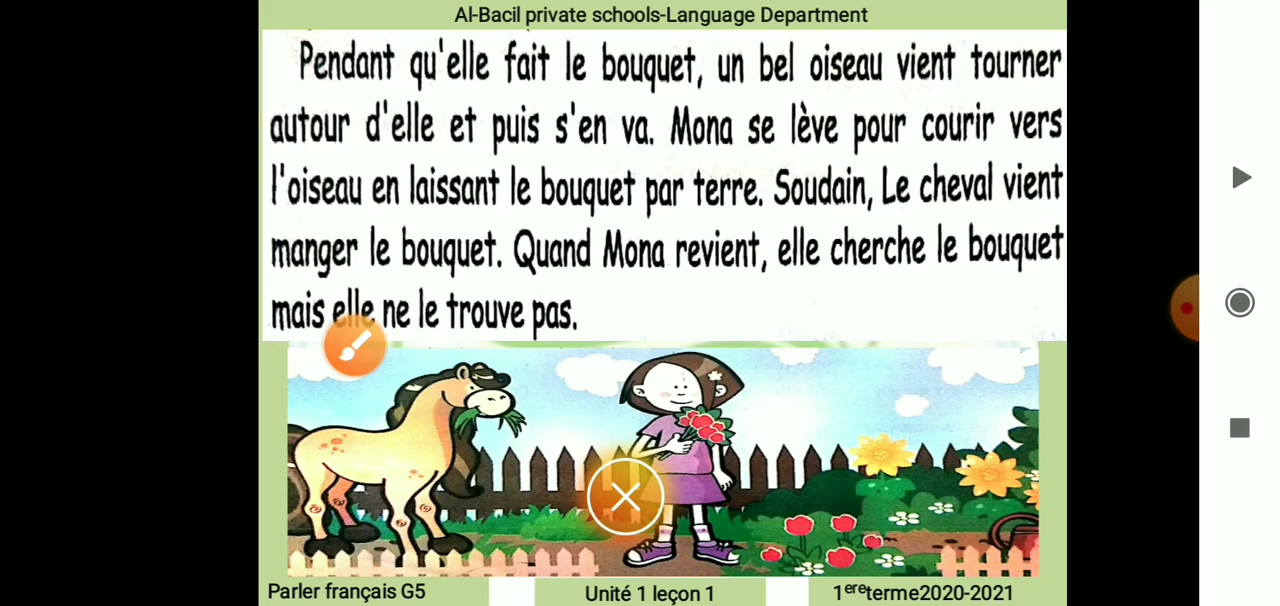 Al-Bacil private schools-Language Department
Pendant qu'elle fait le bouquet, un bel oiseau vient tourner
autour d'elle et puis s'en va. Mona se lève pour courir vers
l'oiseau en laissant le bouquet par terre. Soudain, Le cheval vient
manger le bouquet. Quand Mona revient, elle cherche le bouquet
mais elle ne le trouve pas.
Parler français G5 Unité 1 leçon 1 1ereterme2020-2021